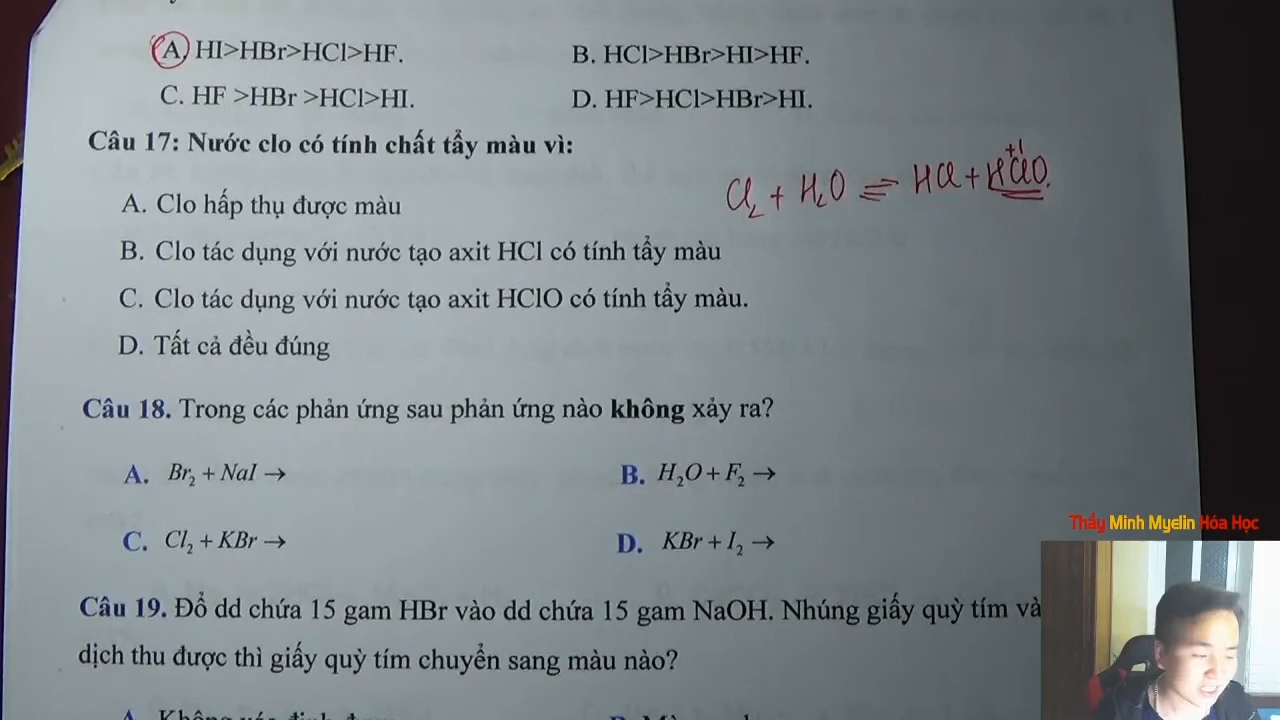 A. HI>HBr>HCl>HF.
B. HCl>HBr>HI>HF.
C. HF >HBr >HCl>HI.
D. HF>HCl>HBr>HI.
Câu 17: Nước clo có tính chất tẩy màu vì:
Cl₂ + H₂O ⇌ HCl + HClO.
+1
A. Clo hấp thụ được màu
B. Clo tác dụng với nước tạo axit HCl có tính tẩy màu
C. Clo tác dụng với nước tạo axit HClO có tính tẩy màu.
D. Tất cả đều đúng
Câu 18. Trong các phản ứng sau phản ứng nào không xảy ra?
A. Br₂ + NaI →
B. H₂O + F₂ →
C. Cl₂ + KBr →
D. KBr + I₂ →
Câu 19. Đổ dd chứa 15 gam HBr vào dd chứa 15 gam NaOH. Nhúng giấy quỳ tím và
dịch thu được thì giấy quỳ tím chuyển sang màu nào?
Thầy Minh Myelin Hóa Học